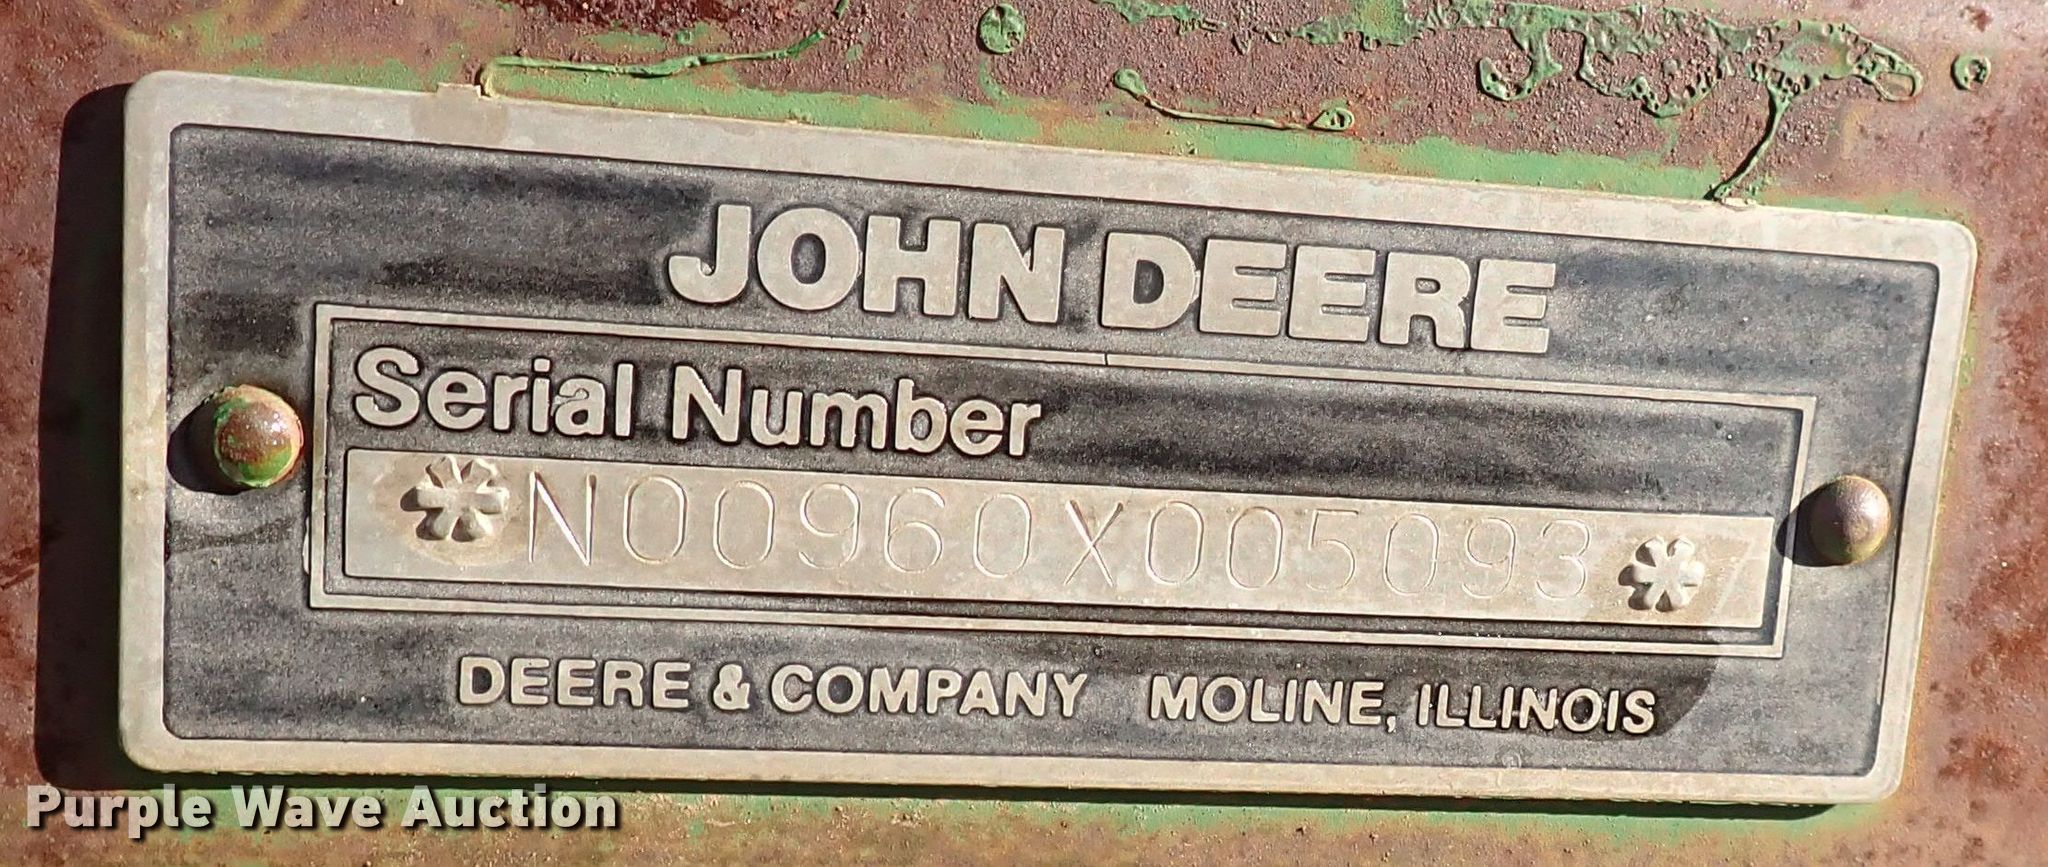 JOHN DEERE
Serial Number
*N00960X005093*
DEERE & COMPANY MOLINE, ILLINOIS
Purple Wave Auction